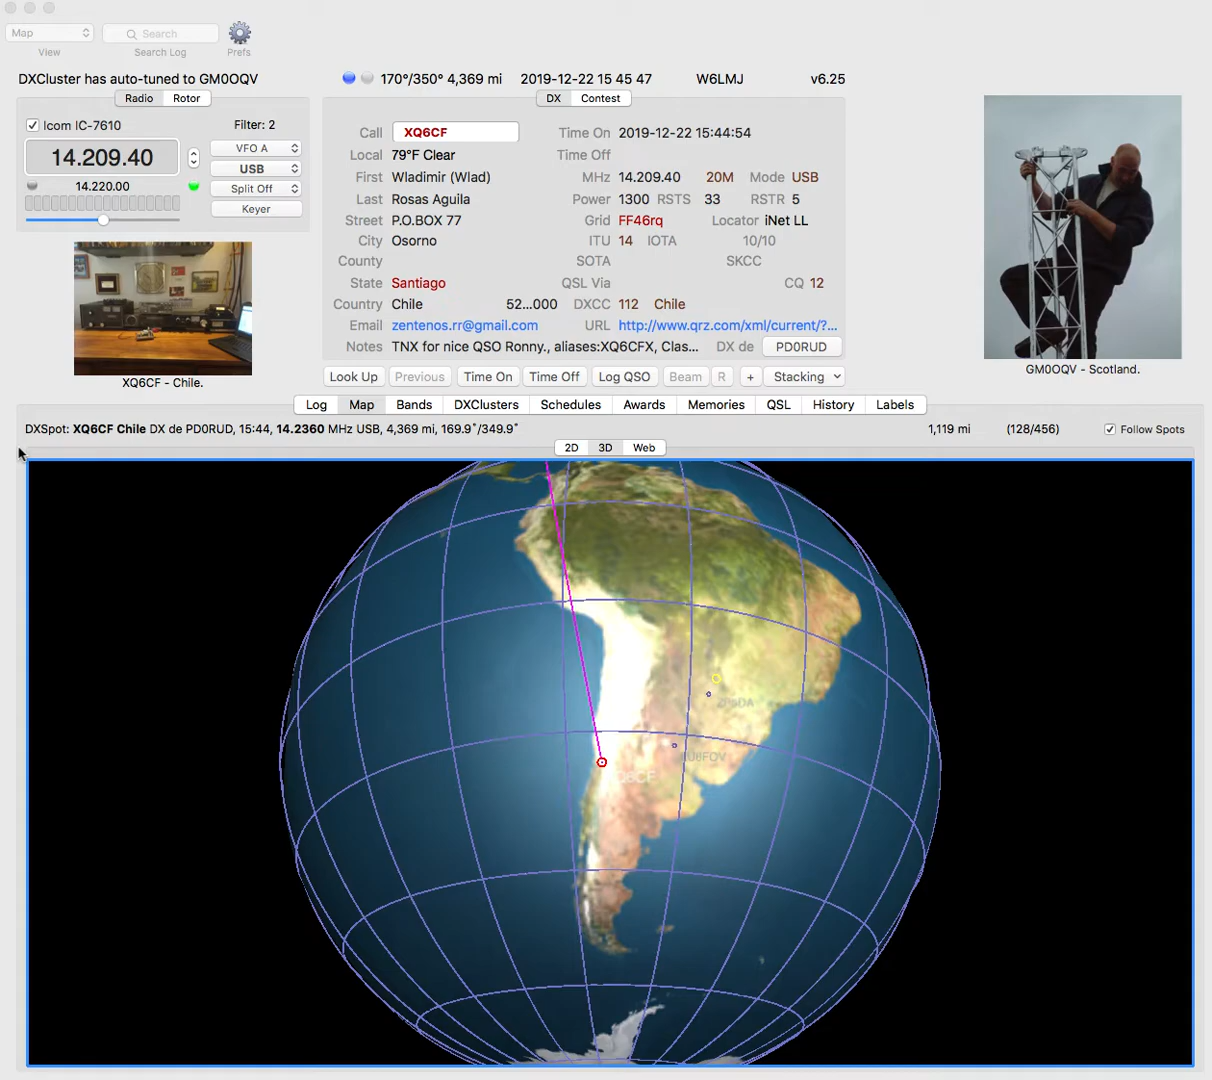 Map
Search
View
Search Log
Prefs
DXCluster has auto-tuned to GM0OQV
170°/350° 4,369 mi
2019-12-22 15 45 47
W6LMJ
v6.25
Radio
Rotor
DX
Contest
Icom IC-7610
Filter: 2
14.209.40
VFO A
USB
14.220.00
Split Off
Keyer
XQ6CF - Chile.
Call XQ6CF Time On 2019-12-22 15:44:54
Local 79°F Clear Time Off
First Wladimir (Wlad) MHz 14.209.40 20M Mode USB
Last Rosas Aguila Power 1300 RSTS 33 RSTR 5
Street P.O.BOX 77 Grid FF46rq Locator iNet LL
City Osorno ITU 14 IOTA 10/10
County SOTA SKCC
State Santiago QSL Via CQ 12
Country Chile 52...000 DXCC 112 Chile
Email zentenos.rr@gmail.com URL http://www.qrz.com/xml/current/?...
Notes TNX for nice QSO Ronny., aliases:XQ6CFX, Clas... DX de PD0RUD
Look Up Previous Time On Time Off Log QSO Beam R + Stacking
GM0OQV - Scotland.
Log Map Bands DXClusters Schedules Awards Memories QSL History Labels
DXSpot: XQ6CF Chile DX de PD0RUD, 15:44, 14.2360 MHz USB, 4,369 mi, 169.9°/349.9°
1,119 mi
(128/456)
Follow Spots
2D 3D Web